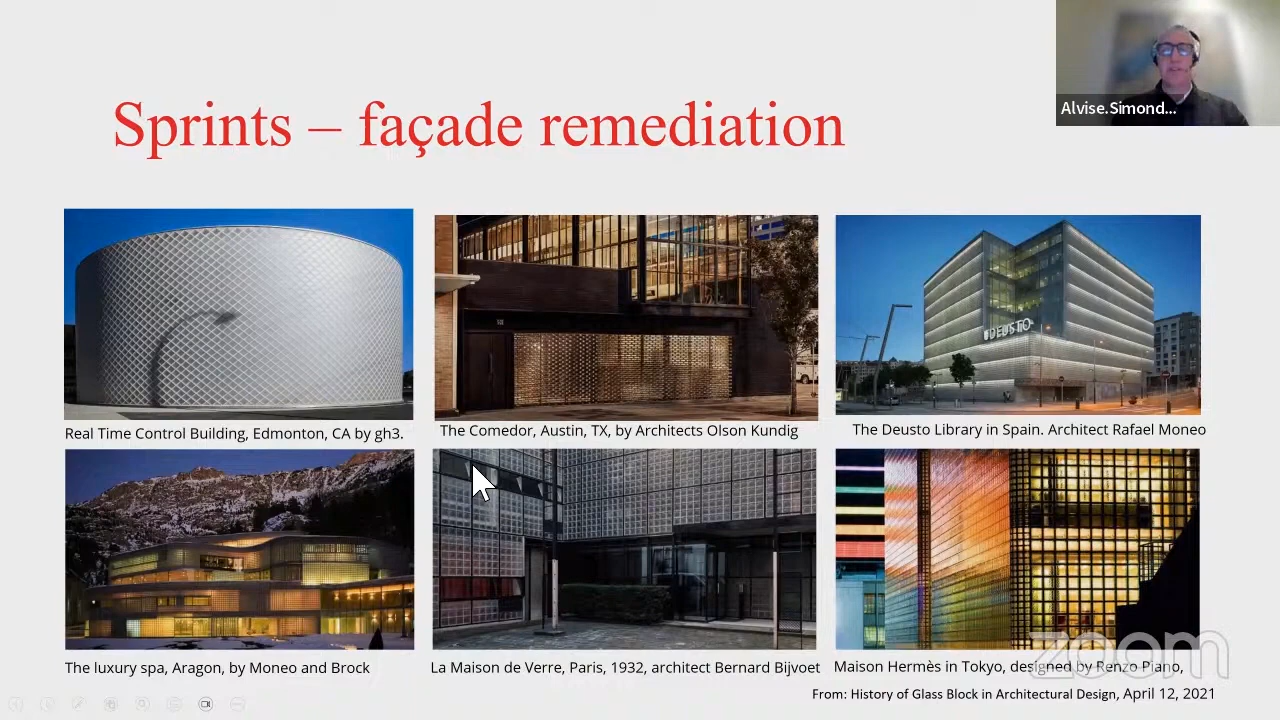 Alvise.Simond...
Sprints – façade remediation
DEUSTO
Real Time Control Building, Edmonton, CA by gh3.
The Comedor, Austin, TX, by Architects Olson Kundig
The Deusto Library in Spain. Architect Rafael Moneo
The luxury spa, Aragon, by Moneo and Brock
La Maison de Verre, Paris, 1932, architect Bernard Bijvoet
Maison Hermès in Tokyo, designed by Renzo Piano,
zoom
From: History of Glass Block in Architectural Design, April 12, 2021